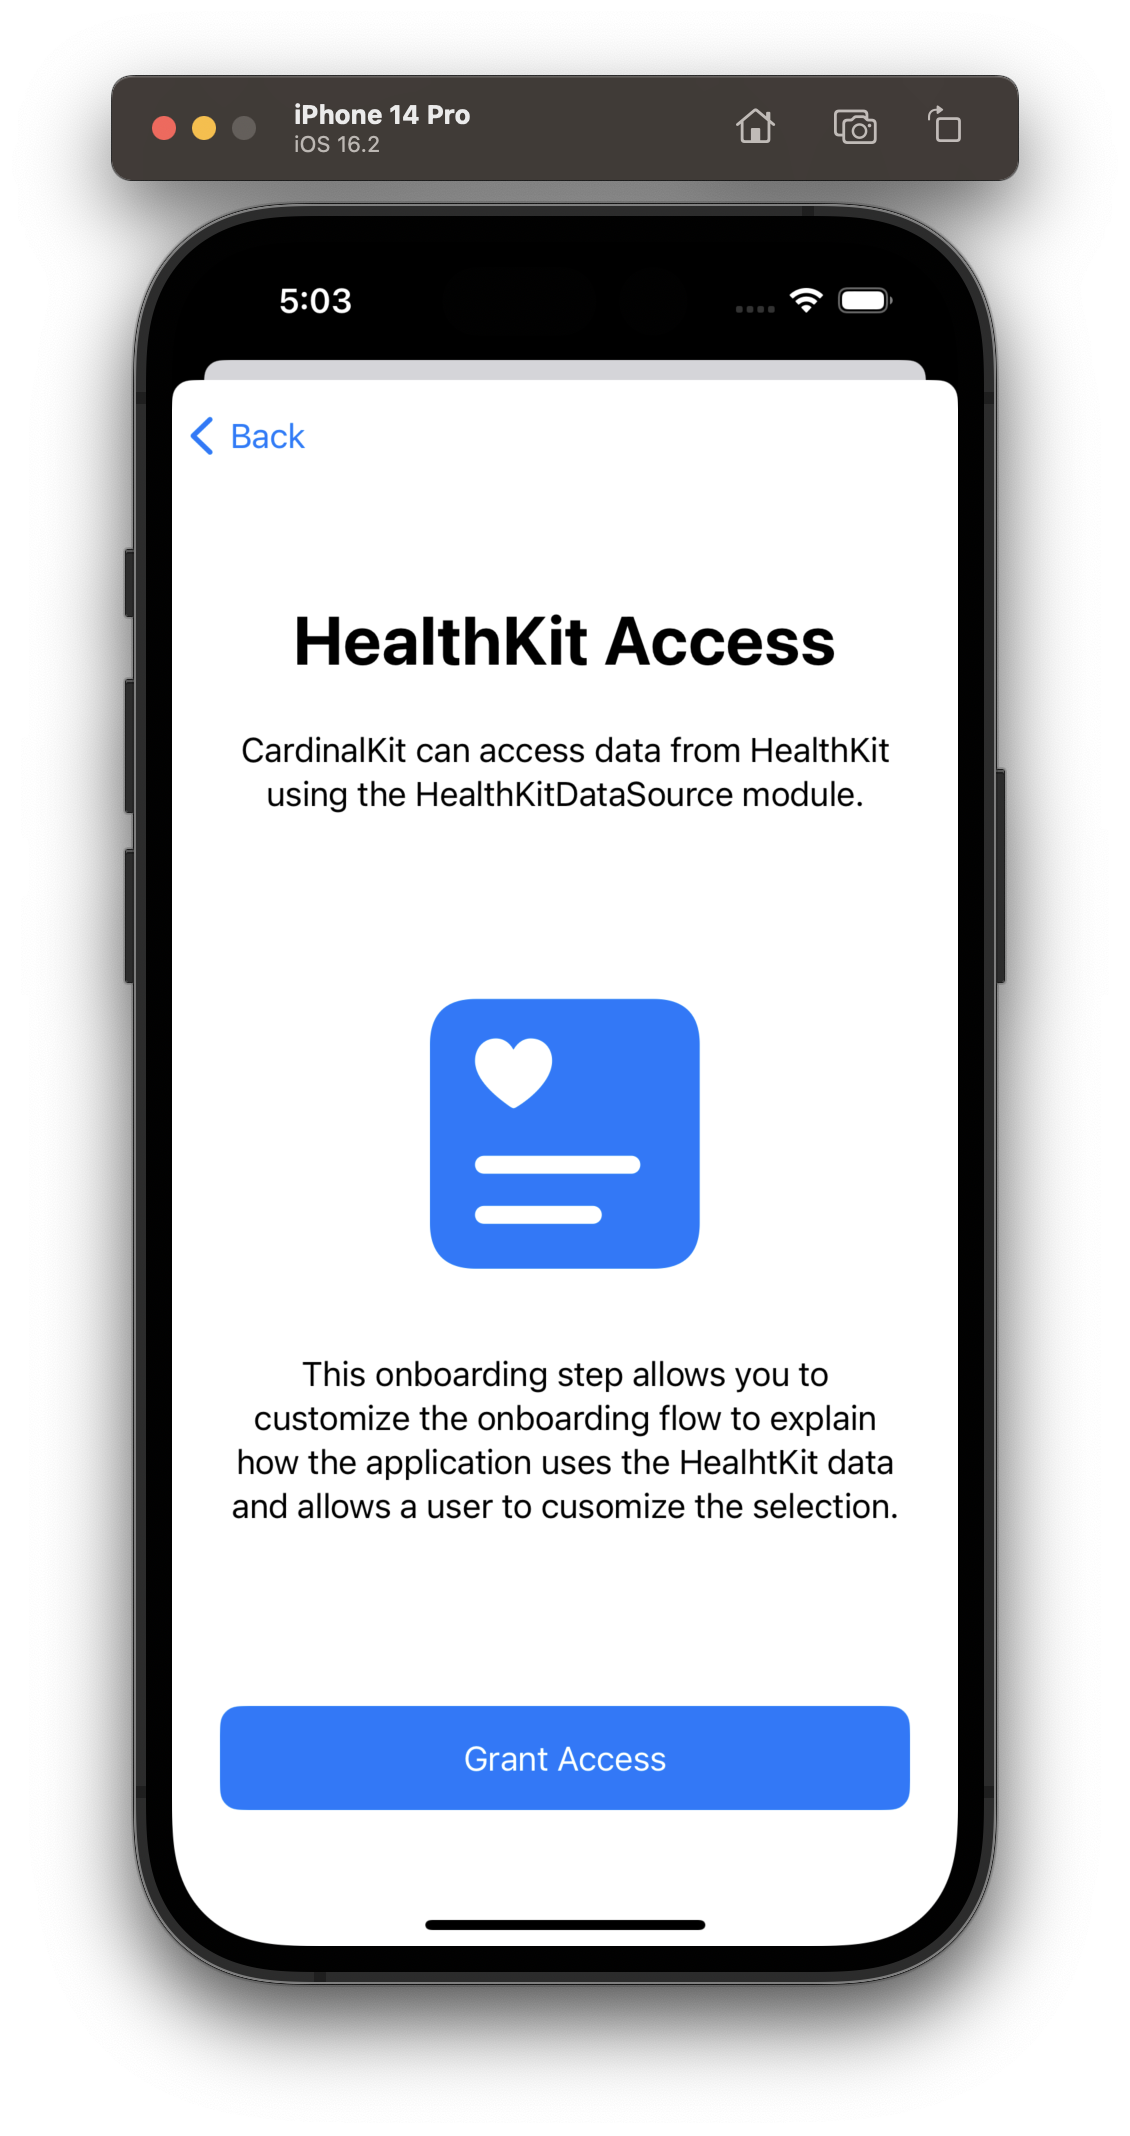 iPhone 14 Pro
iOS 16.2
5:03
Back
HealthKit Access
CardinalKit can access data from HealthKit
using the HealthKitDataSource module.
This onboarding step allows you to
customize the onboarding flow to explain
how the application uses the HealhtKit data
and allows a user to cusomize the selection.
Grant Access